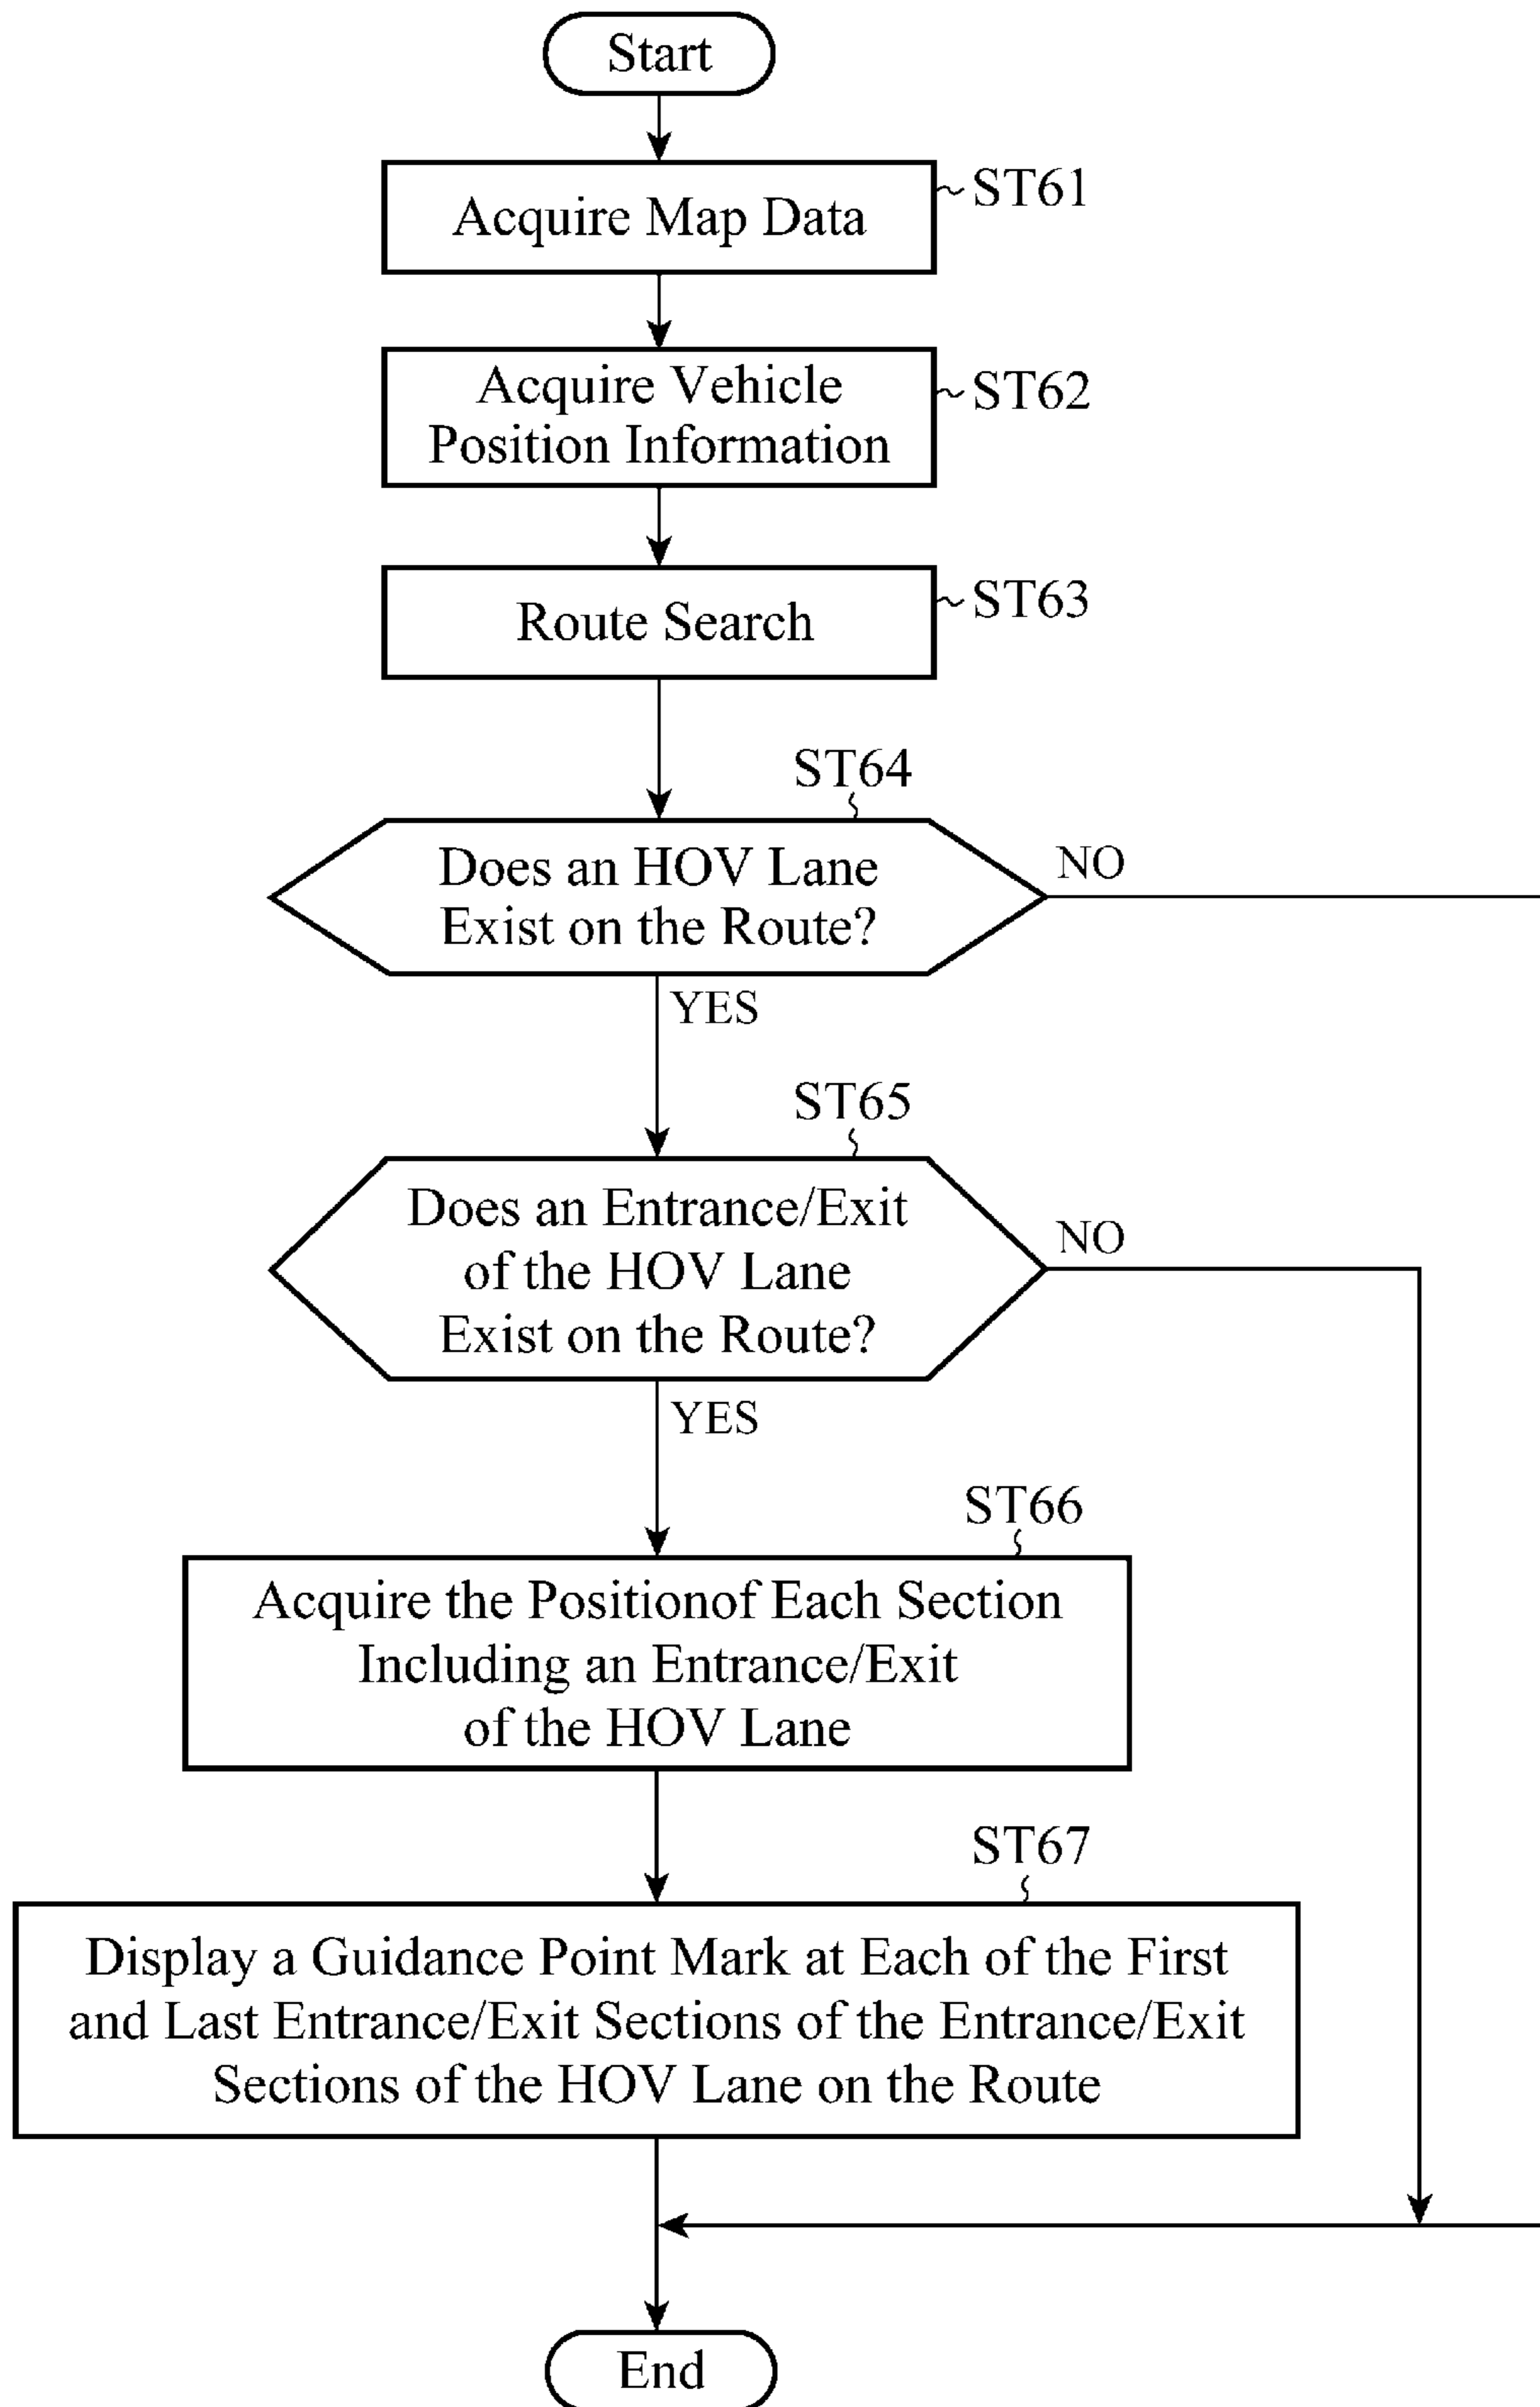 Start
Acquire Map Data
ST61
Acquire Vehicle
Position Information
ST62
Route Search
ST63
ST64
Does an HOV Lane
Exist on the Route?
NO
YES
ST65
Does an Entrance/Exit
of the HOV Lane
Exist on the Route?
NO
YES
ST66
Acquire the Positionof Each Section
Including an Entrance/Exit
of the HOV Lane
ST67
Display a Guidance Point Mark at Each of the First
and Last Entrance/Exit Sections of the Entrance/Exit
Sections of the HOV Lane on the Route
End